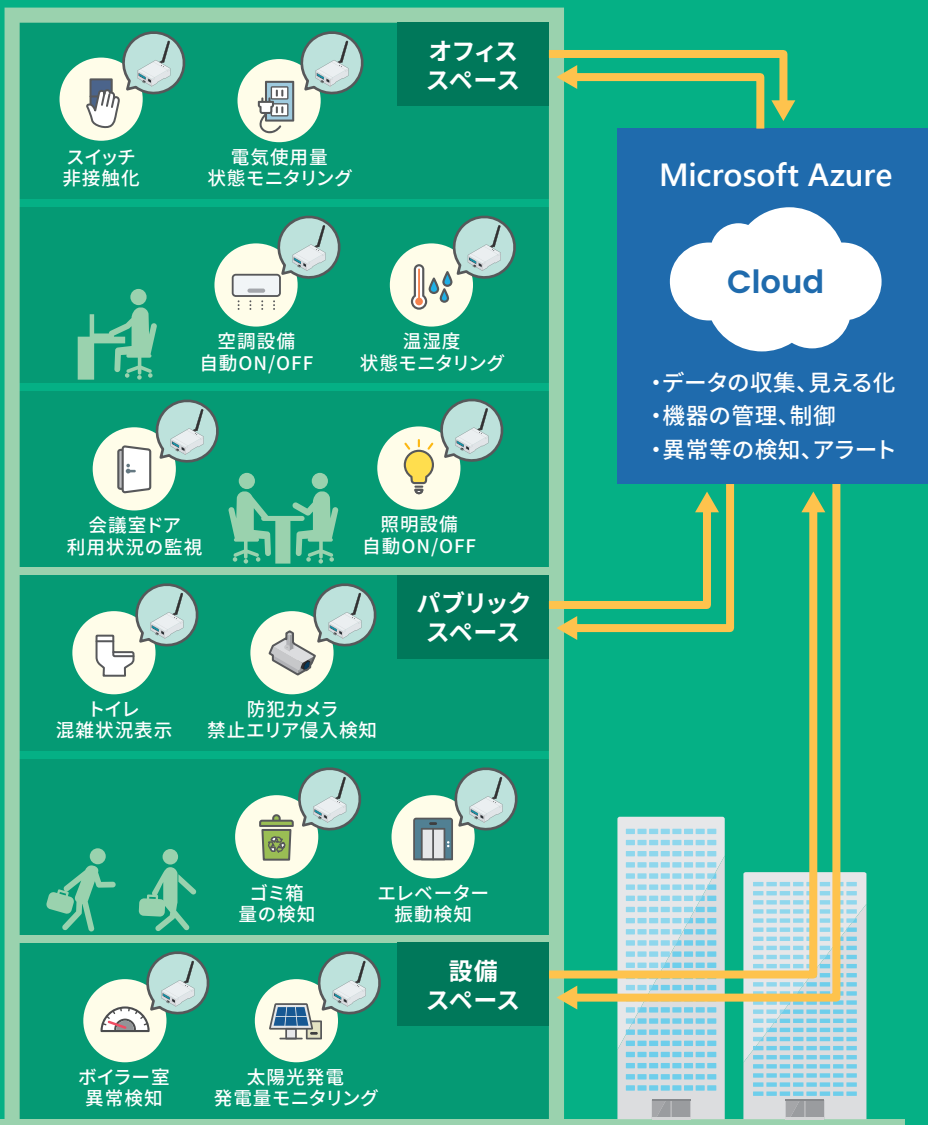 オフィス
スペース
スイッチ
非接触化
電気使用量
状態モニタリング
空調設備
自動ON/OFF
温湿度
状態モニタリング
会議室ドア
利用状況の監視
照明設備
自動ON/OFF
パブリック
スペース
トイレ
混雑状況表示
防犯カメラ
禁止エリア侵入検知
ゴミ箱
量の検知
エレベーター
振動検知
設備
スペース
ボイラー室
異常検知
太陽光発電
発電量モニタリング
Microsoft Azure
Cloud
・データの収集、見える化
・機器の管理、制御
・異常等の検知、アラート